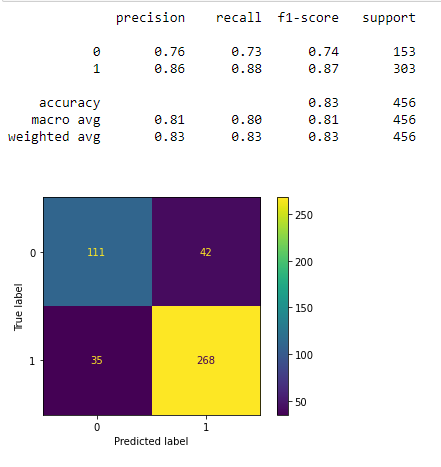 precision recall f1-score support
0 0.76 0.73 0.74 153
1 0.86 0.88 0.87 303
accuracy 0.83 456
macro avg 0.81 0.80 0.81 456
weighted avg 0.83 0.83 0.83 456
250
200
150
100
50
True label
0
1
111 42
35 268
0 1
Predicted label